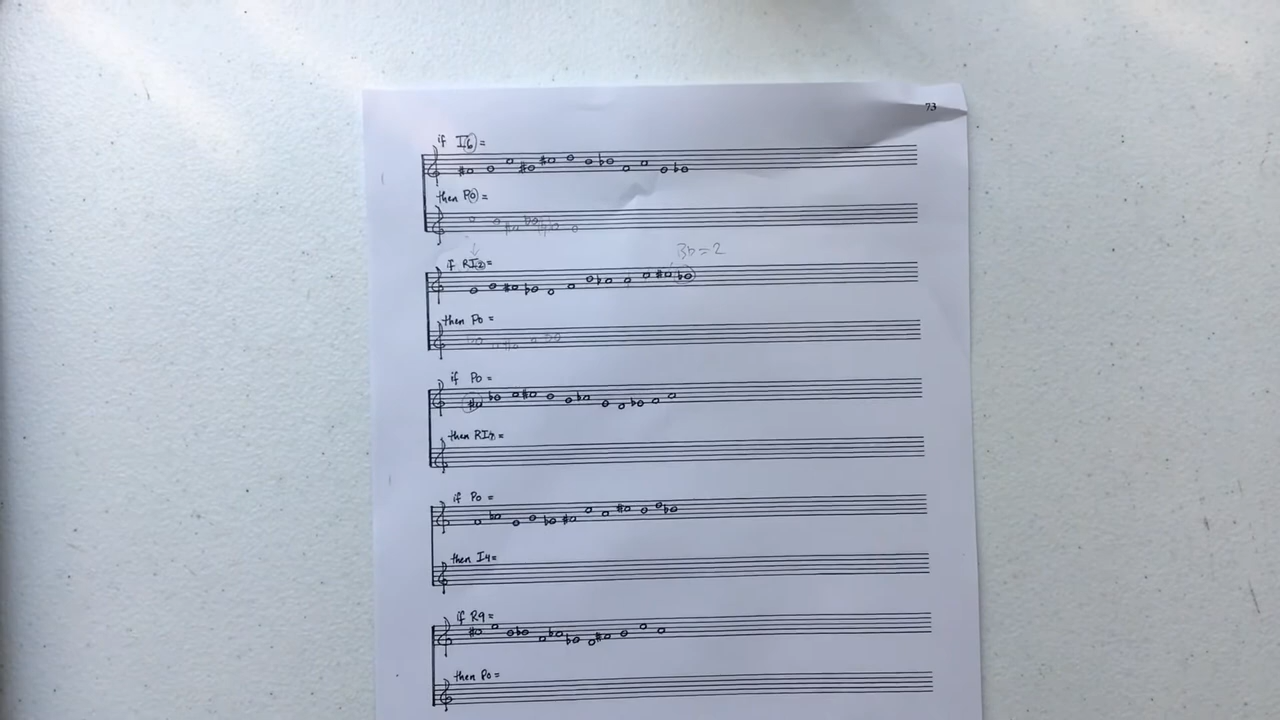 73
if I6 =
then P0 =
Bb = 2
if RI2 =
then P0 =
if P0 =
then RI8 =
if P0 =
then I4 =
if R9 =
then P0 =